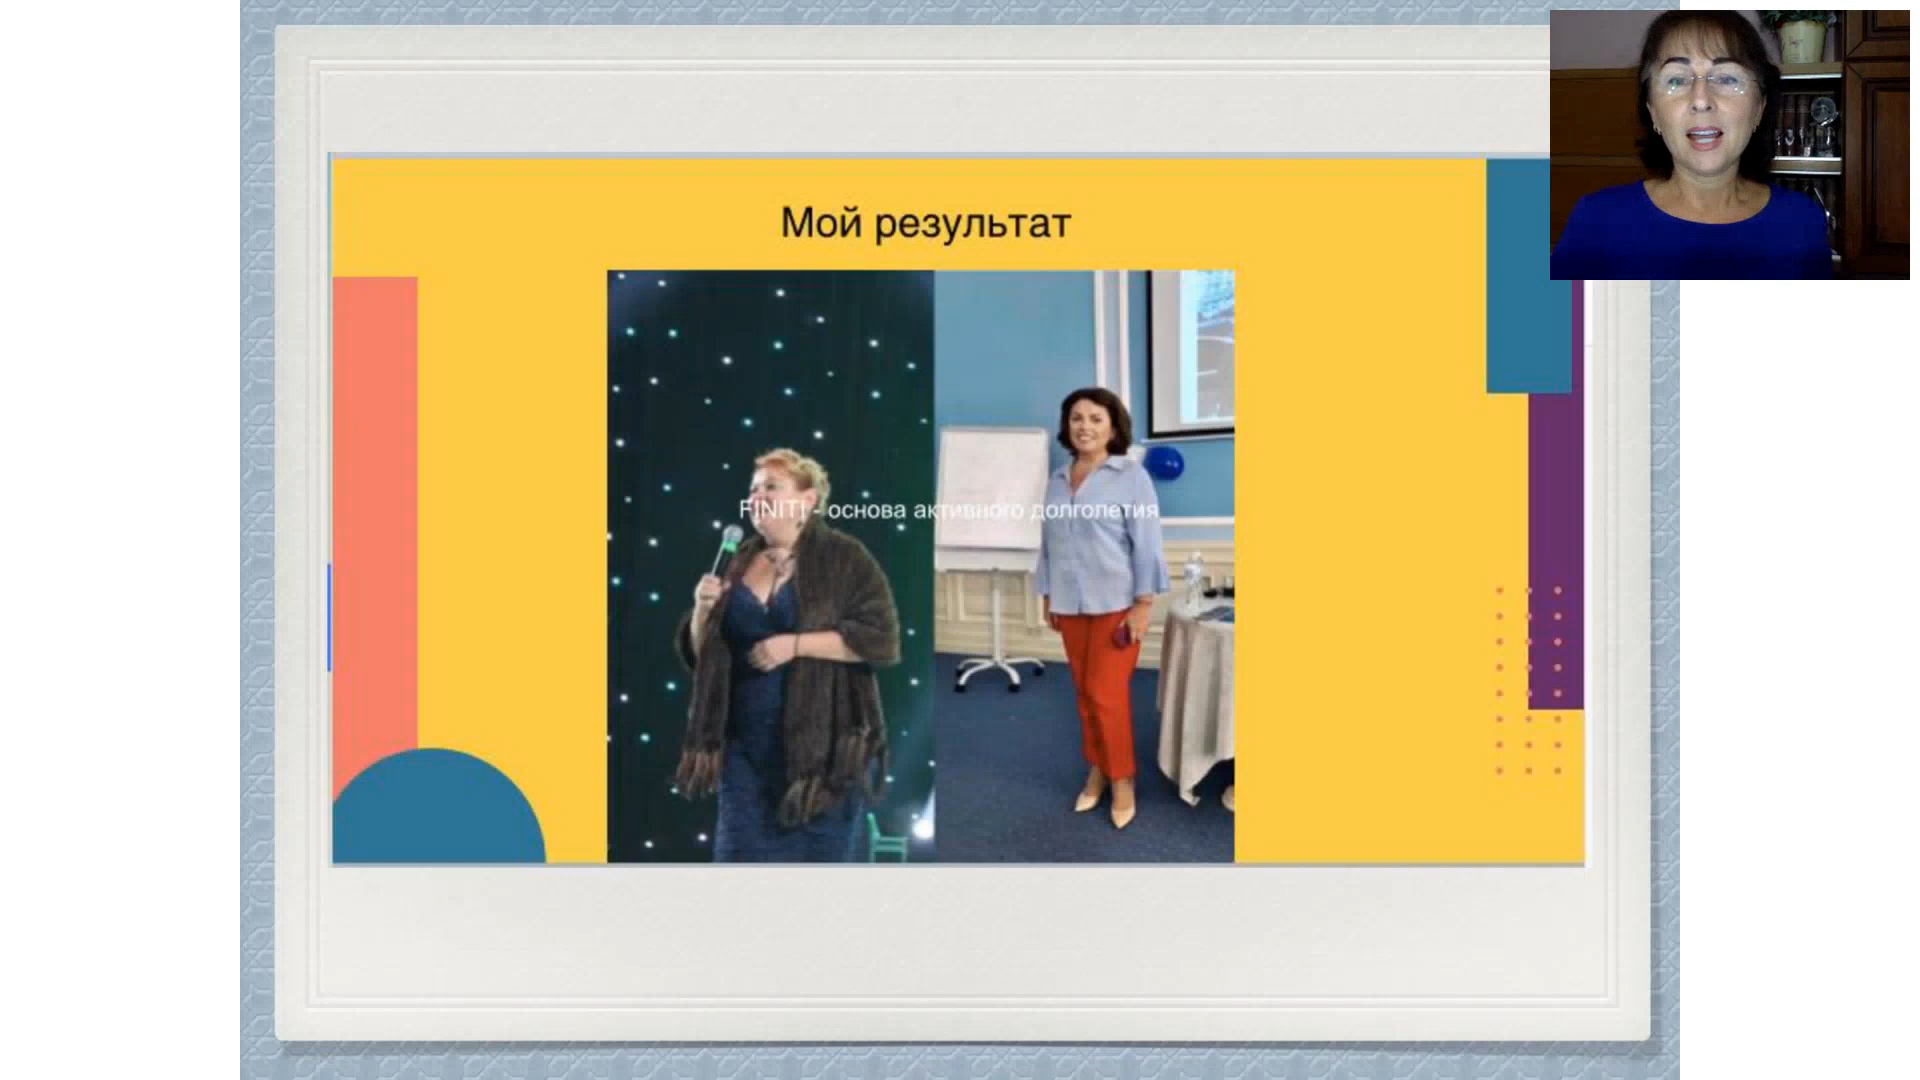 Мой результат
FINITI - основа активного долголетия